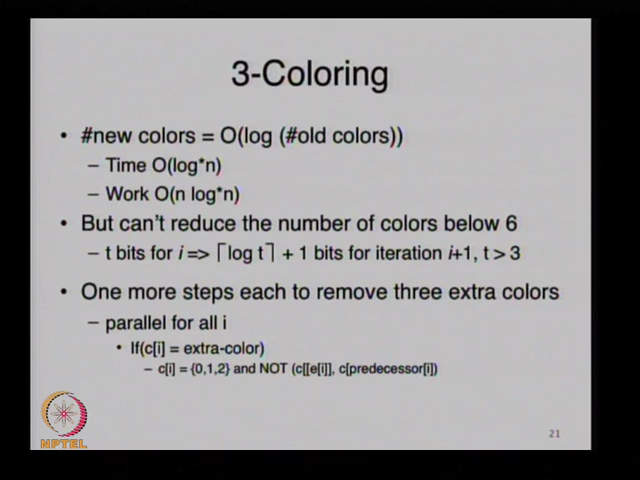 3-Coloring
• #new colors = O(log (#old colors))
– Time O(log*n)
– Work O(n log*n)
• But can't reduce the number of colors below 6
– t bits for i => ⌈log t⌉ + 1 bits for iteration i+1, t > 3
• One more steps each to remove three extra colors
– parallel for all i
• If(c[i] = extra-color)
– c[i] = {0,1,2} and NOT (c[[e[i]], c[predecessor[i])
NPTEL
21